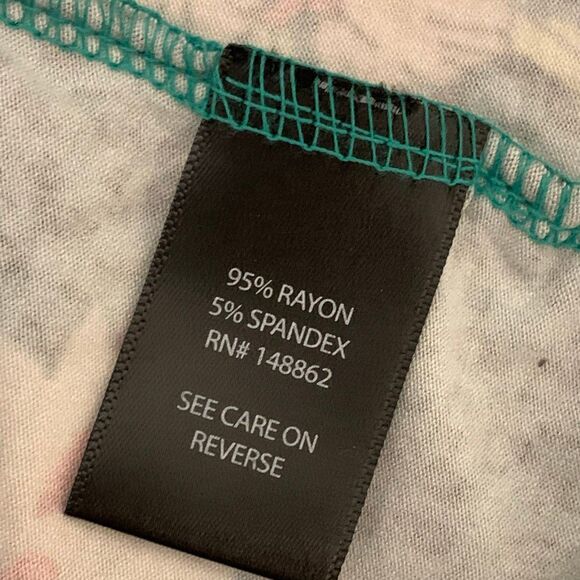 95% RAYON
5% SPANDEX
RN# 148862
SEE CARE ON
REVERSE